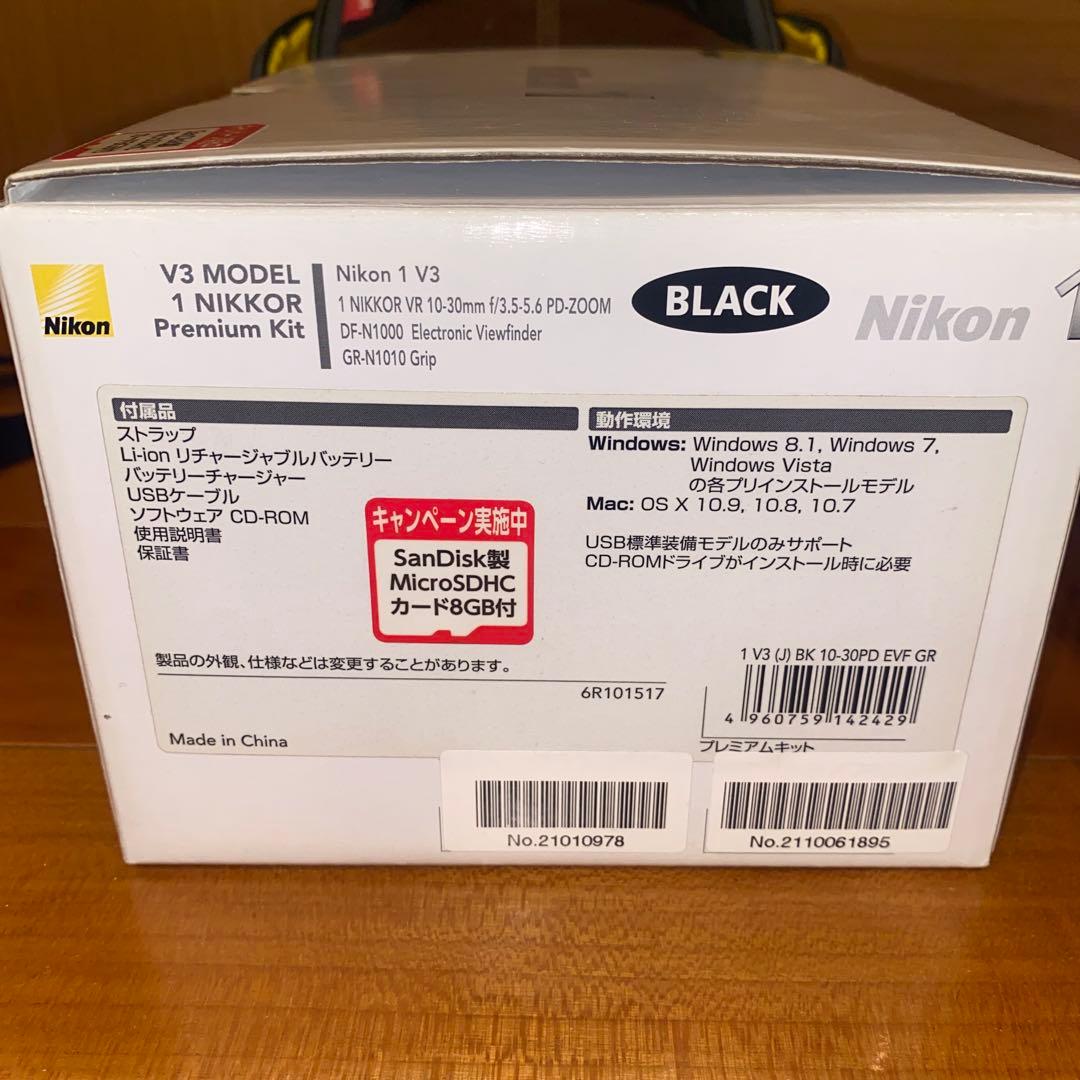 Nikon
V3 MODEL
1 NIKKOR
Premium Kit
Nikon 1 V3
1 NIKKOR VR 10-30mm f/3.5-5.6 PD-ZOOM
DF-N1000 Electronic Viewfinder
GR-N1010 Grip
BLACK
Nikon 1
付属品
ストラップ
Li-ion リチャージャブルバッテリー
バッテリーチャージャー
USBケーブル
ソフトウェア CD-ROM
使用説明書
保証書
キャンペーン実施中
SanDisk製
MicroSDHC
カード8GB付
製品の外観、仕様などは変更することがあります。
6R101517
Made in China
動作環境
Windows: Windows 8.1, Windows 7,
Windows Vista
の各プリインストールモデル
Mac: OS X 10.9, 10.8, 10.7
USB標準装備モデルのみサポート
CD-ROMドライブがインストール時に必要
1 V3 (J) BK 10-30PD EVF GR
4 960759 142429
プレミアムキット
No.21010978
No.2110061895